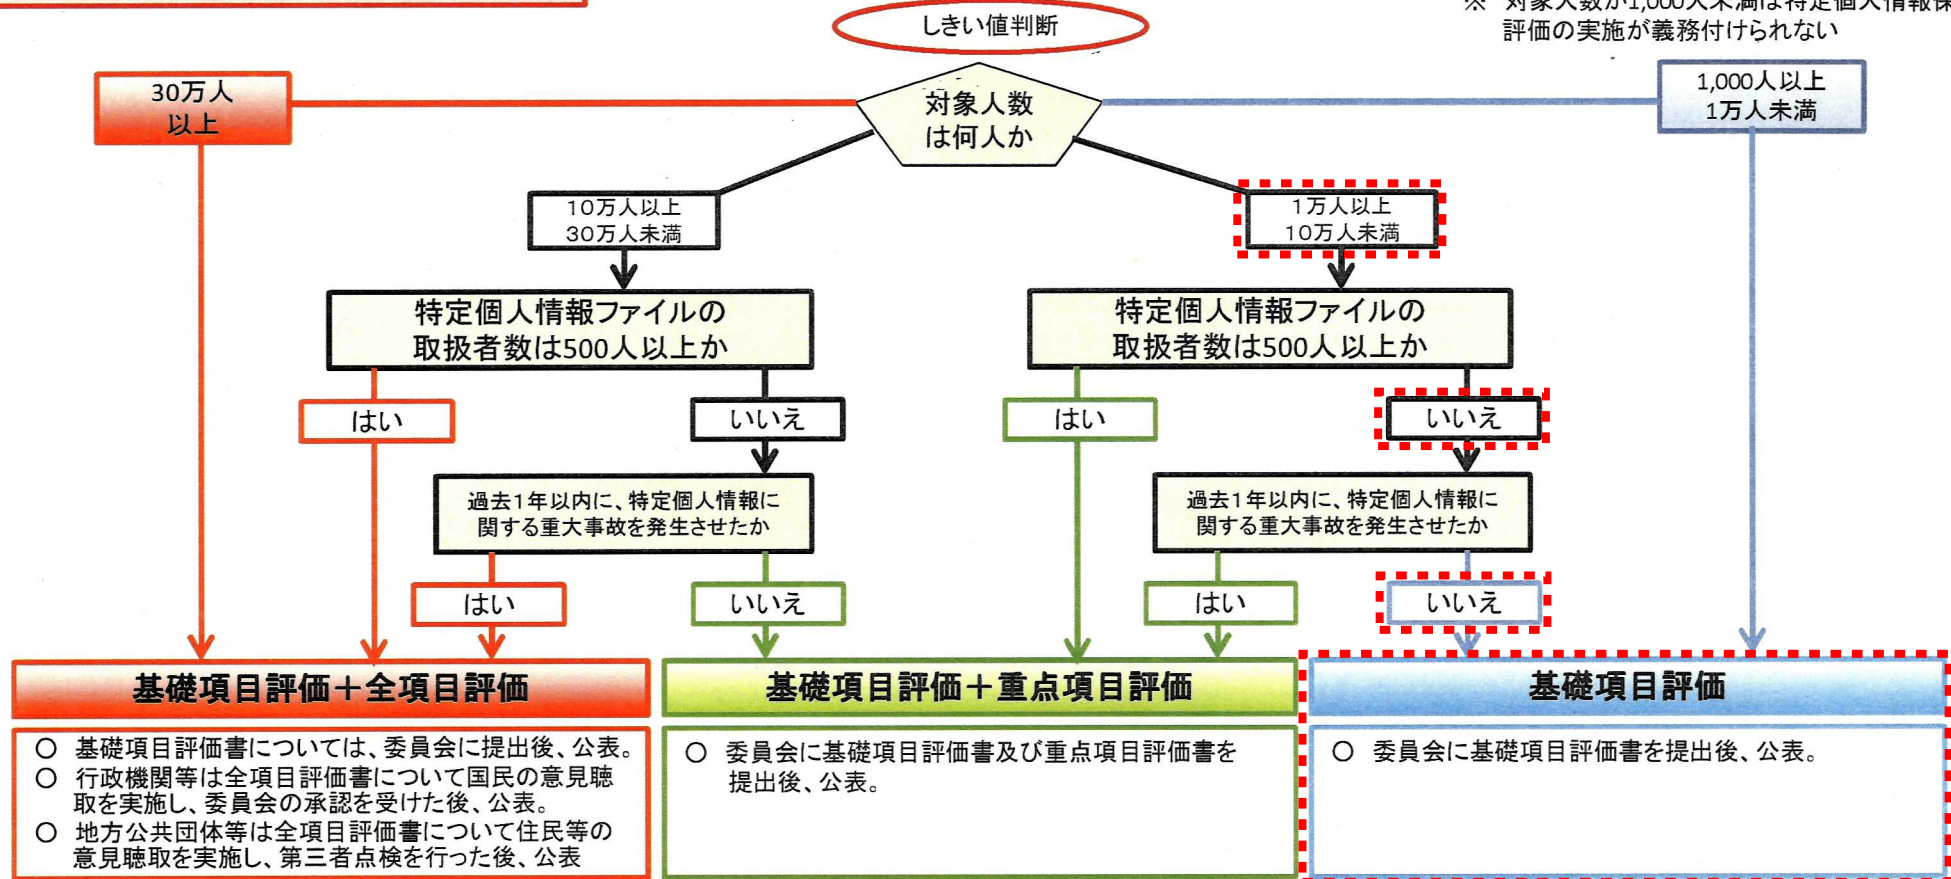 しきい値判断
※ 対象人数が1,000人未満は特定個人情報保
評価の実施が義務付けられない
30万人
以上
対象人数
は何人か
1,000人以上
1万人未満
10万人以上
30万人未満
1万人以上
10万人未満
特定個人情報ファイルの
取扱者数は500人以上か
特定個人情報ファイルの
取扱者数は500人以上か
はい
いいえ
はい
いいえ
過去1年以内に、特定個人情報に
関する重大事故を発生させたか
過去1年以内に、特定個人情報に
関する重大事故を発生させたか
はい
いいえ
はい
いいえ
基礎項目評価＋全項目評価
基礎項目評価＋重点項目評価
基礎項目評価
○ 基礎項目評価書については、委員会に提出後、公表。
○ 行政機関等は全項目評価書について国民の意見聴
取を実施し、委員会の承認を受けた後、公表。
○ 地方公共団体等は全項目評価書について住民等の
意見聴取を実施し、第三者点検を行った後、公表
○ 委員会に基礎項目評価書及び重点項目評価書を
提出後、公表。
○ 委員会に基礎項目評価書を提出後、公表。